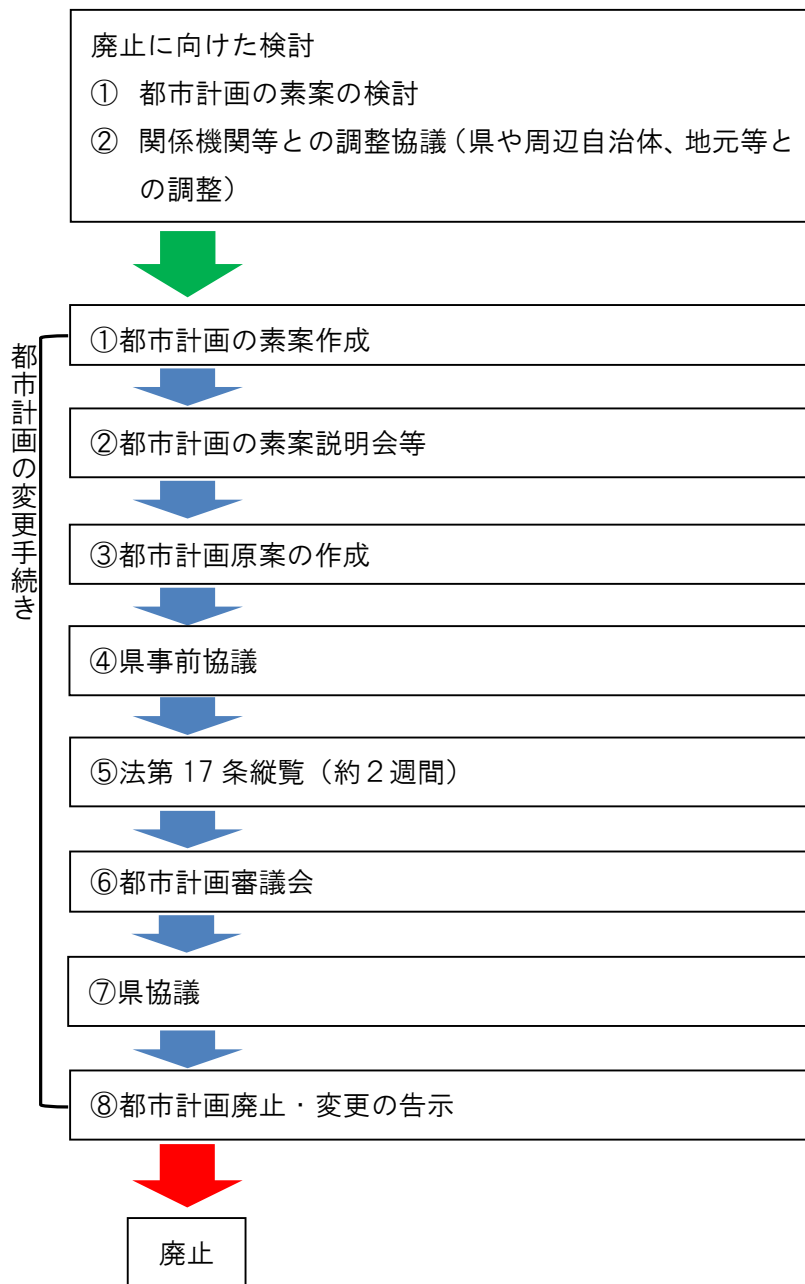 廃止に向けた検討
① 都市計画の素案の検討
② 関係機関等との調整協議（県や周辺自治体、地元等と
の調整）
都市計画の変更手続き
①都市計画の素案作成
②都市計画の素案説明会等
③都市計画原案の作成
④県事前協議
⑤法第 17 条縦覧（約２週間）
⑥都市計画審議会
⑦県協議
⑧都市計画廃止・変更の告示
廃止